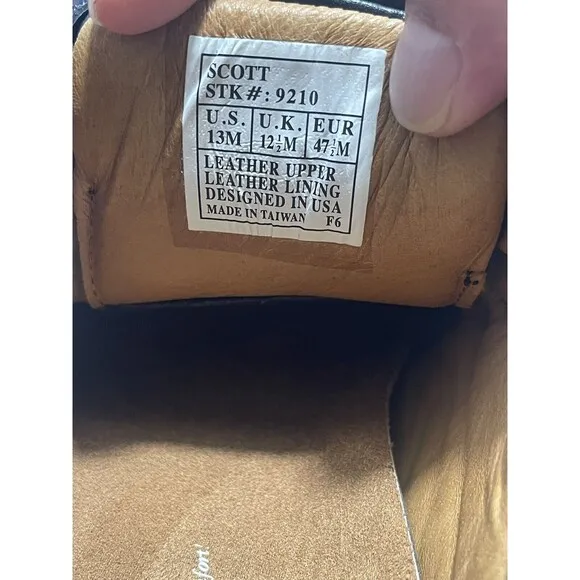 SCOTT
STK#: 9210
U.S. U.K. EUR
13M 12½M 47½M
LEATHER UPPER
LEATHER LINING
DESIGNED IN USA
MADE IN TAIWAN F6